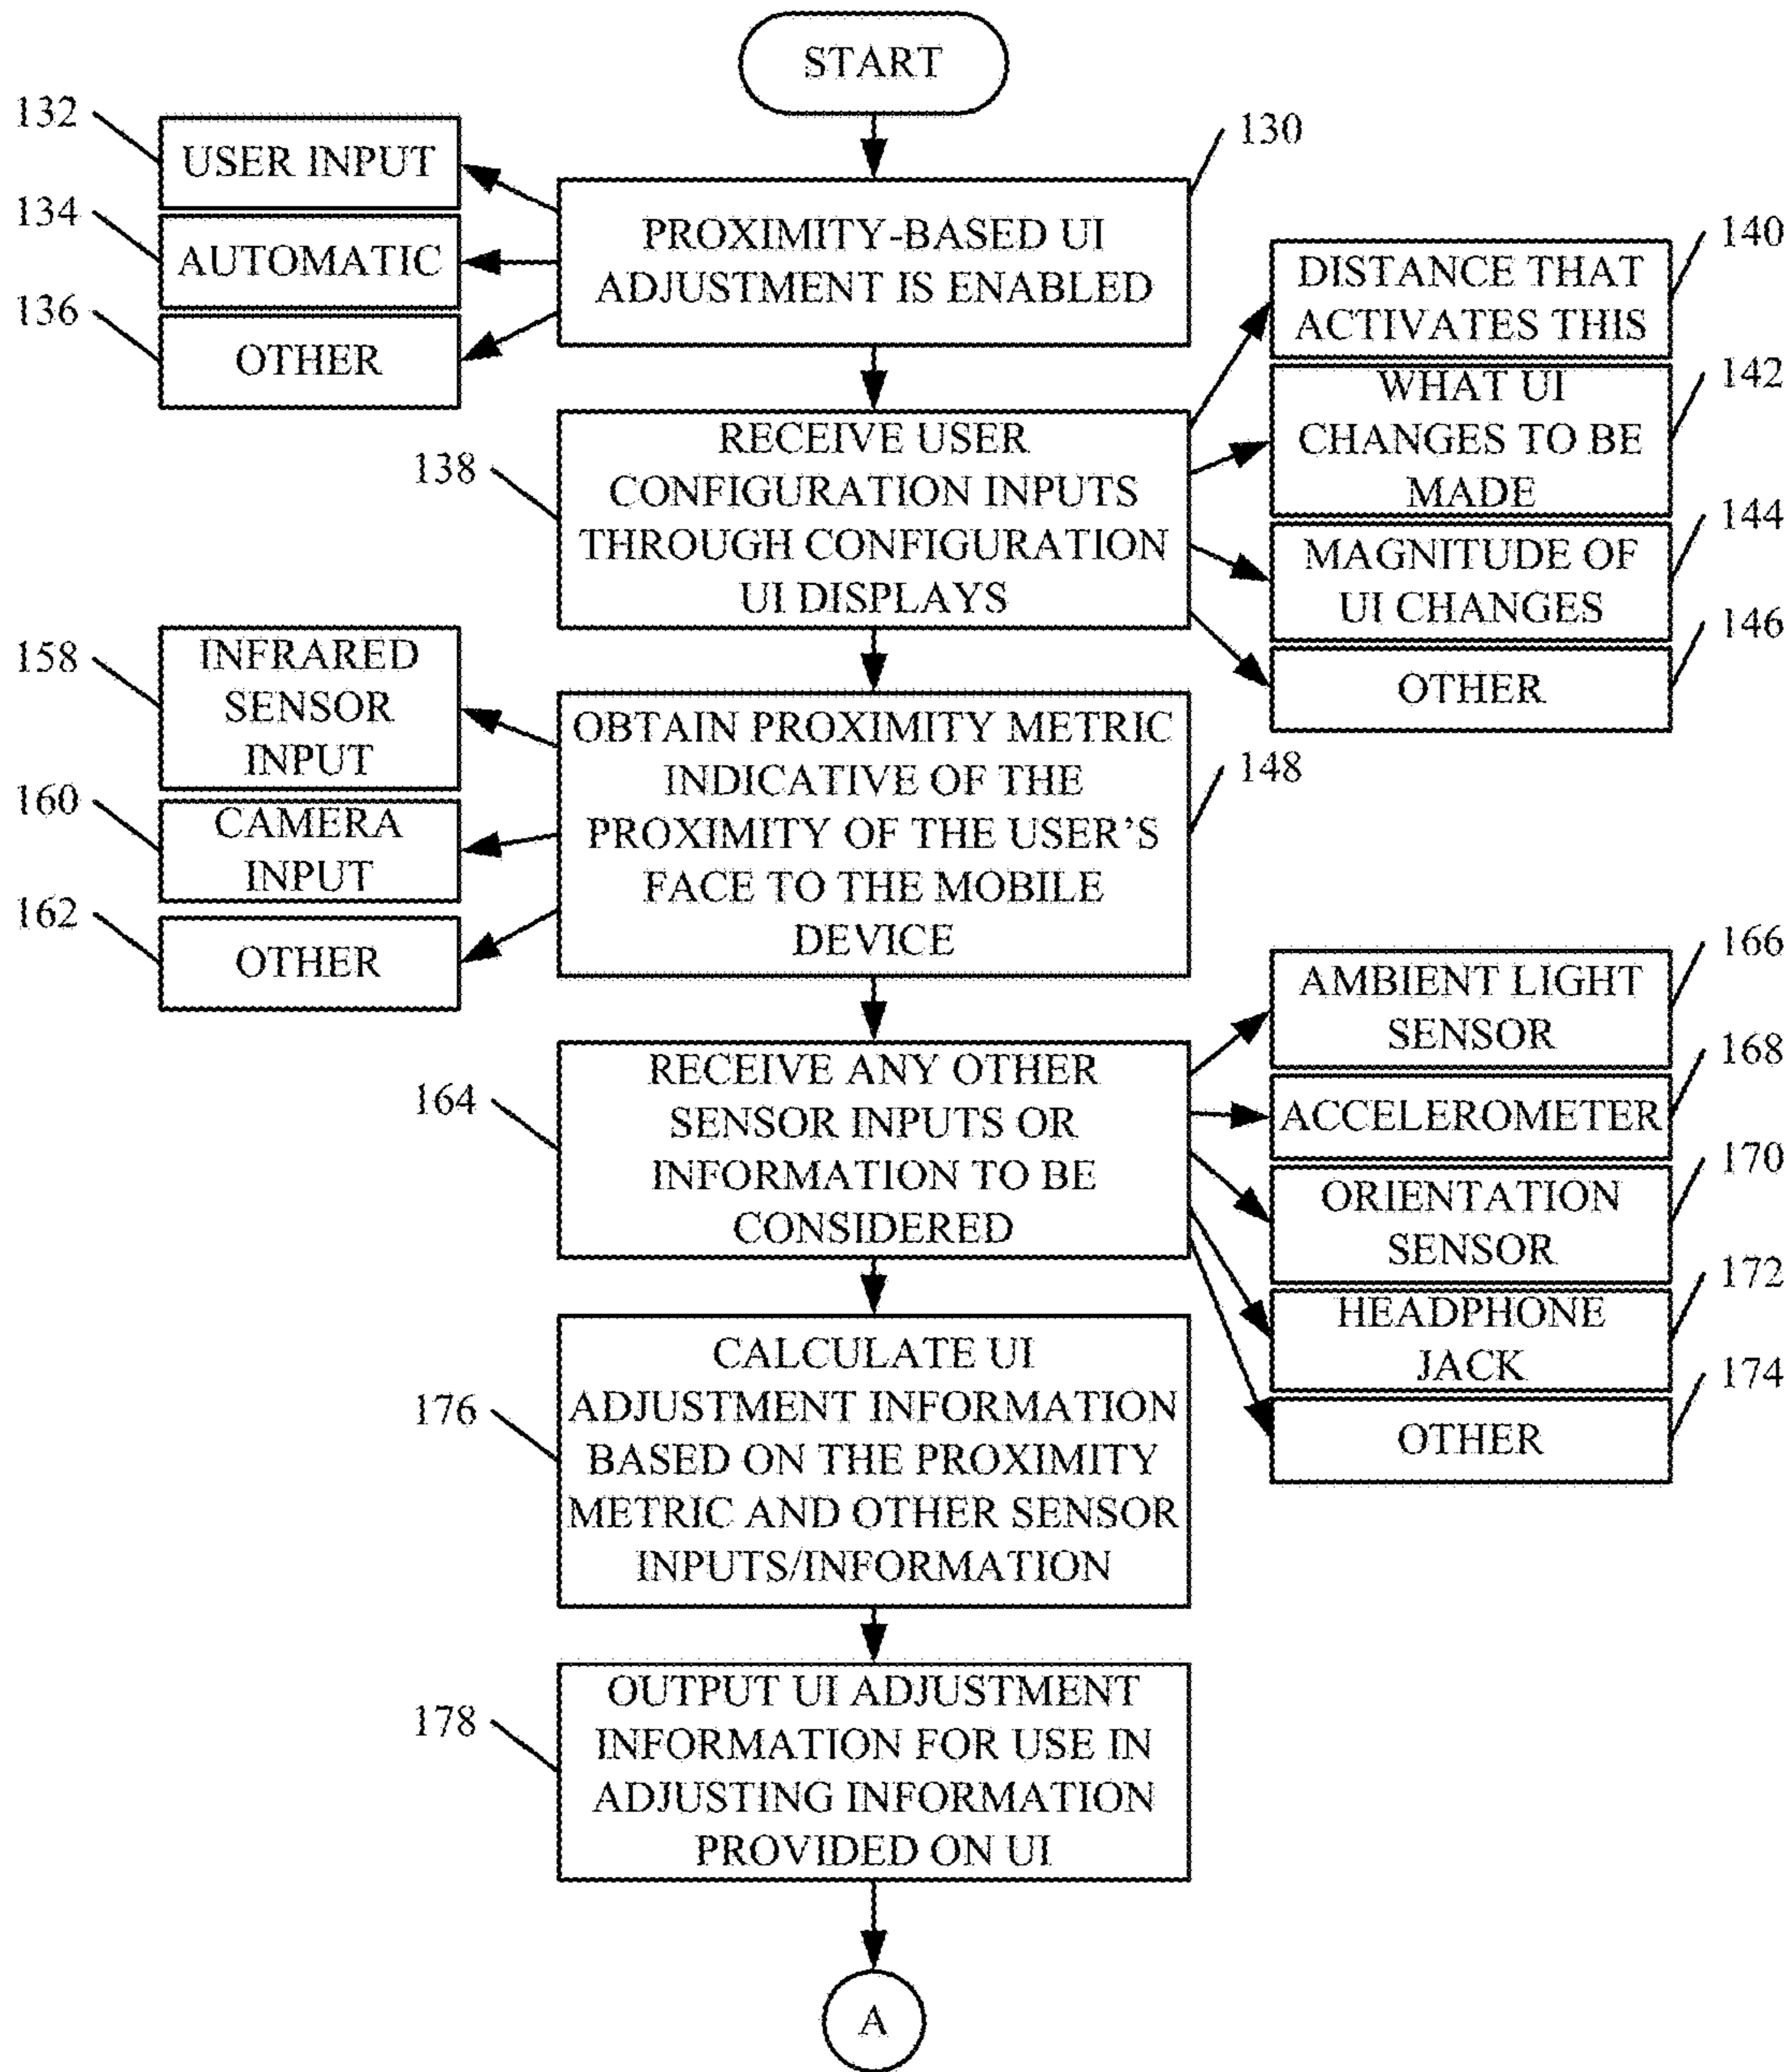 START
130
PROXIMITY-BASED UI
ADJUSTMENT IS ENABLED
132
USER INPUT
134
AUTOMATIC
136
OTHER
138
RECEIVE USER
CONFIGURATION INPUTS
THROUGH CONFIGURATION
UI DISPLAYS
140
DISTANCE THAT
ACTIVATES THIS
142
WHAT UI
CHANGES TO BE
MADE
144
MAGNITUDE OF
UI CHANGES
146
OTHER
148
OBTAIN PROXIMITY METRIC
INDICATIVE OF THE
PROXIMITY OF THE USER'S
FACE TO THE MOBILE
DEVICE
158
INFRARED
SENSOR
INPUT
160
CAMERA
INPUT
162
OTHER
164
RECEIVE ANY OTHER
SENSOR INPUTS OR
INFORMATION TO BE
CONSIDERED
166
AMBIENT LIGHT
SENSOR
168
ACCELEROMETER
170
ORIENTATION
SENSOR
172
HEADPHONE
JACK
174
OTHER
176
CALCULATE UI
ADJUSTMENT INFORMATION
BASED ON THE PROXIMITY
METRIC AND OTHER SENSOR
INPUTS/INFORMATION
178
OUTPUT UI ADJUSTMENT
INFORMATION FOR USE IN
ADJUSTING INFORMATION
PROVIDED ON UI
A